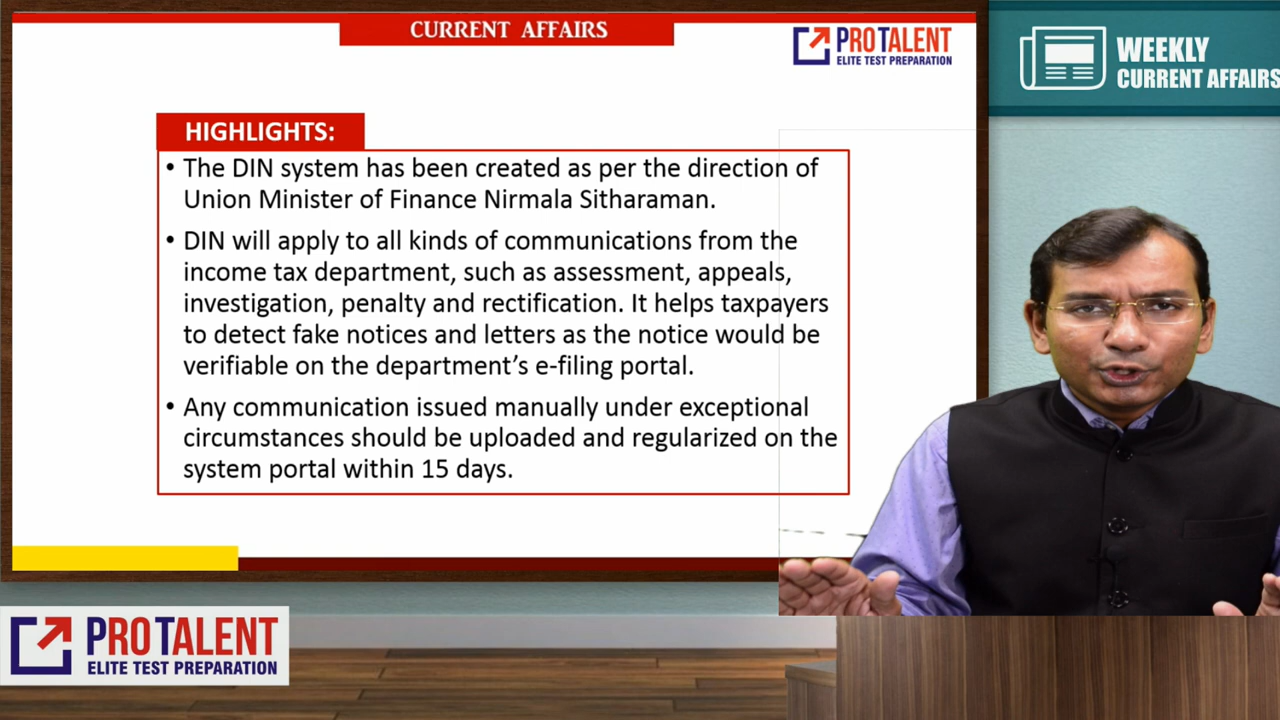 CURRENT AFFAIRS
PROTALENT
ELITE TEST PREPARATION
WEEKLY
CURRENT AFFAIRS
HIGHLIGHTS:
• The DIN system has been created as per the direction of
Union Minister of Finance Nirmala Sitharaman.
• DIN will apply to all kinds of communications from the
income tax department, such as assessment, appeals,
investigation, penalty and rectification. It helps taxpayers
to detect fake notices and letters as the notice would be
verifiable on the department’s e-filing portal.
• Any communication issued manually under exceptional
circumstances should be uploaded and regularized on the
system portal within 15 days.
PROTALENT
ELITE TEST PREPARATION